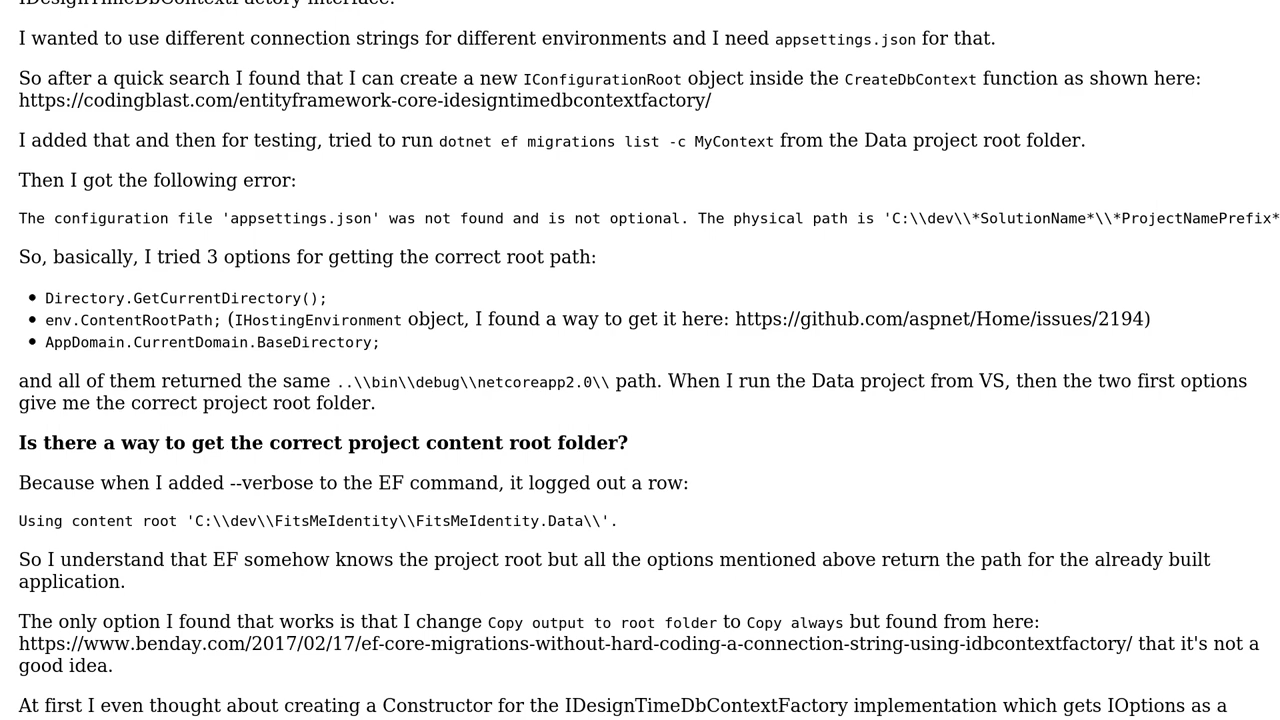 IDesignTimeDbContextFactory interface.
I wanted to use different connection strings for different environments and I need appsettings.json for that.
So after a quick search I found that I can create a new IConfigurationRoot object inside the CreateDbContext function as shown here:
https://codingblast.com/entityframework-core-idesigntimedbcontextfactory/
I added that and then for testing, tried to run dotnet ef migrations list -c MyContext from the Data project root folder.
Then I got the following error:
The configuration file 'appsettings.json' was not found and is not optional. The physical path is 'C:\\dev\\*SolutionName*\\*ProjectNamePrefix*
So, basically, I tried 3 options for getting the correct root path:
• Directory.GetCurrentDirectory();
• env.ContentRootPath; (IHostingEnvironment object, I found a way to get it here: https://github.com/aspnet/Home/issues/2194)
• AppDomain.CurrentDomain.BaseDirectory;
and all of them returned the same ..\\bin\\debug\\netcoreapp2.0\\ path. When I run the Data project from VS, then the two first options
give me the correct project root folder.
Is there a way to get the correct project content root folder?
Because when I added --verbose to the EF command, it logged out a row:
Using content root 'C:\\dev\\FitsMeIdentity\\FitsMeIdentity.Data\\'.
So I understand that EF somehow knows the project root but all the options mentioned above return the path for the already built
application.
The only option I found that works is that I change Copy output to root folder to Copy always but found from here:
https://www.benday.com/2017/02/17/ef-core-migrations-without-hard-coding-a-connection-string-using-idbcontextfactory/ that it's not a
good idea.
At first I even thought about creating a Constructor for the IDesignTimeDbContextFactory implementation which gets IOptions as a